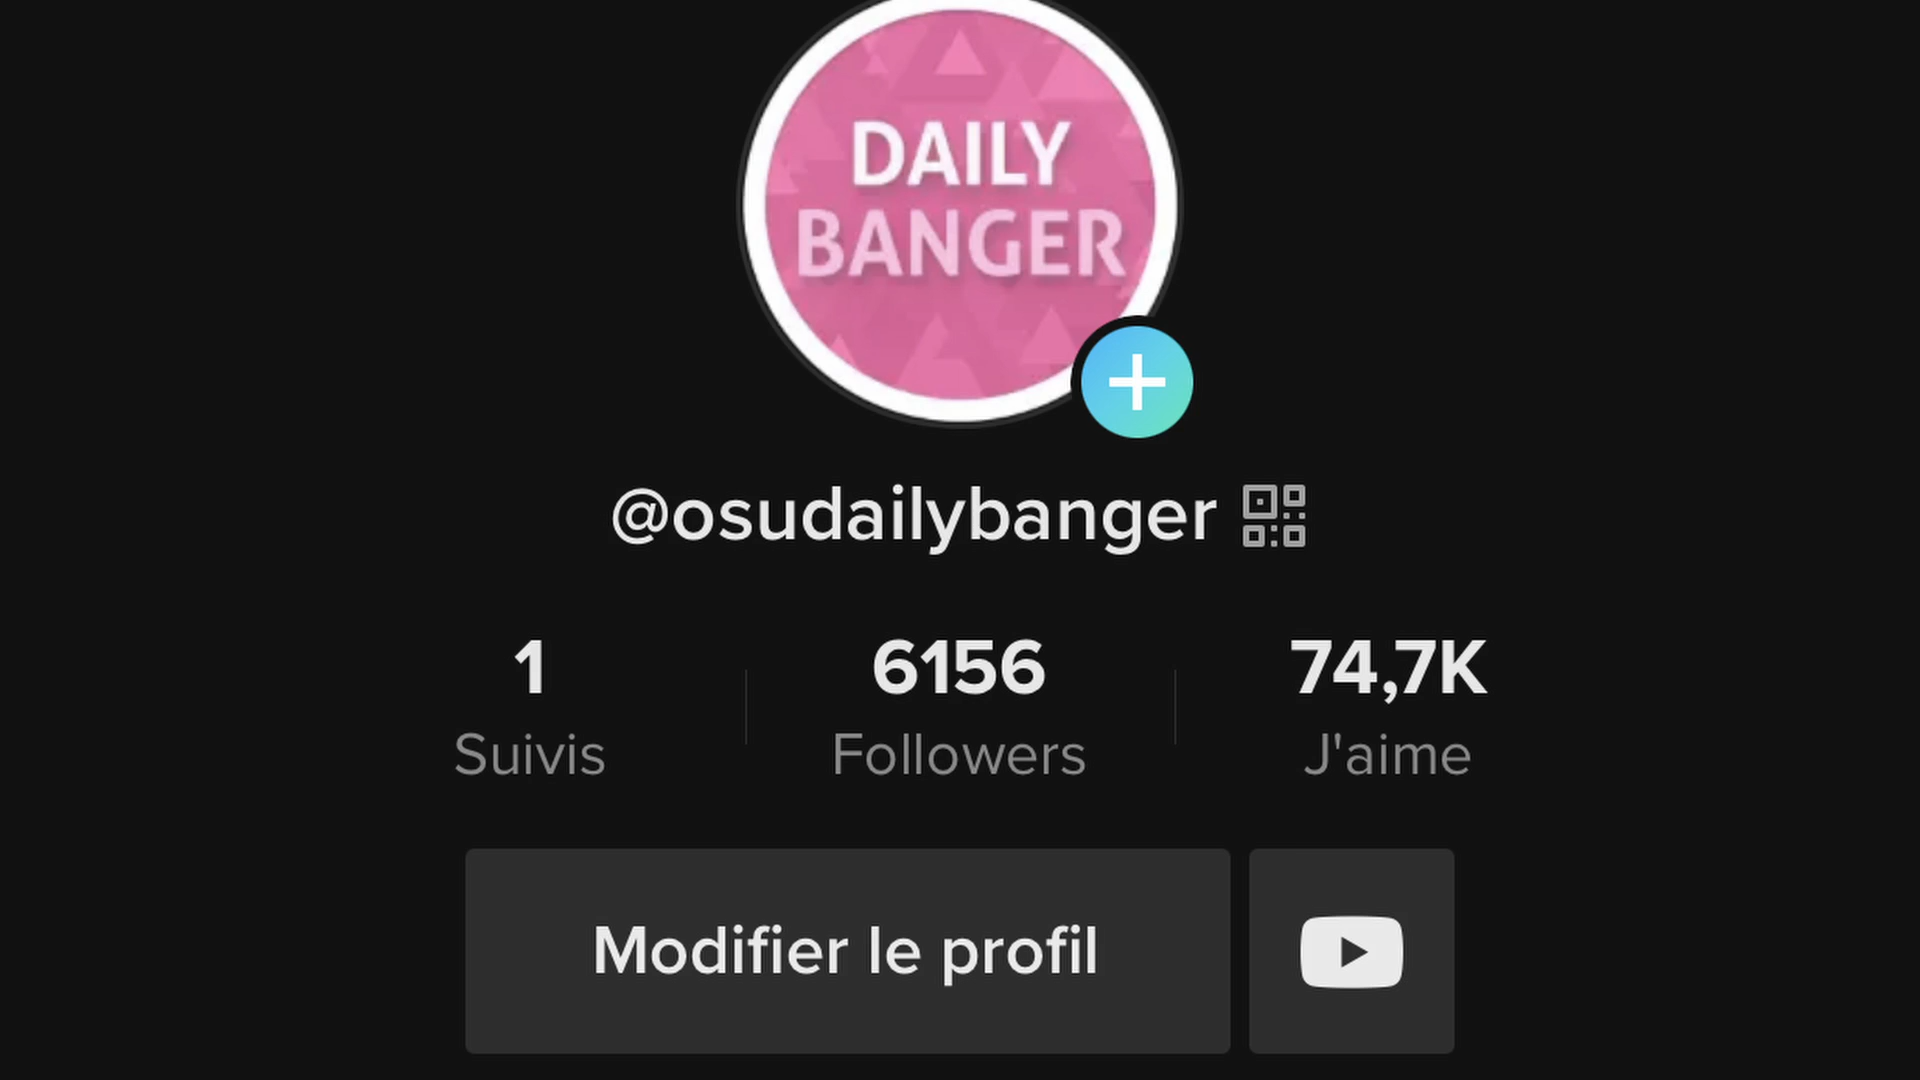 DAILY
BANGER
@osudailybanger
1 6156 74,7K
Suivis Followers J'aime
Modifier le profil